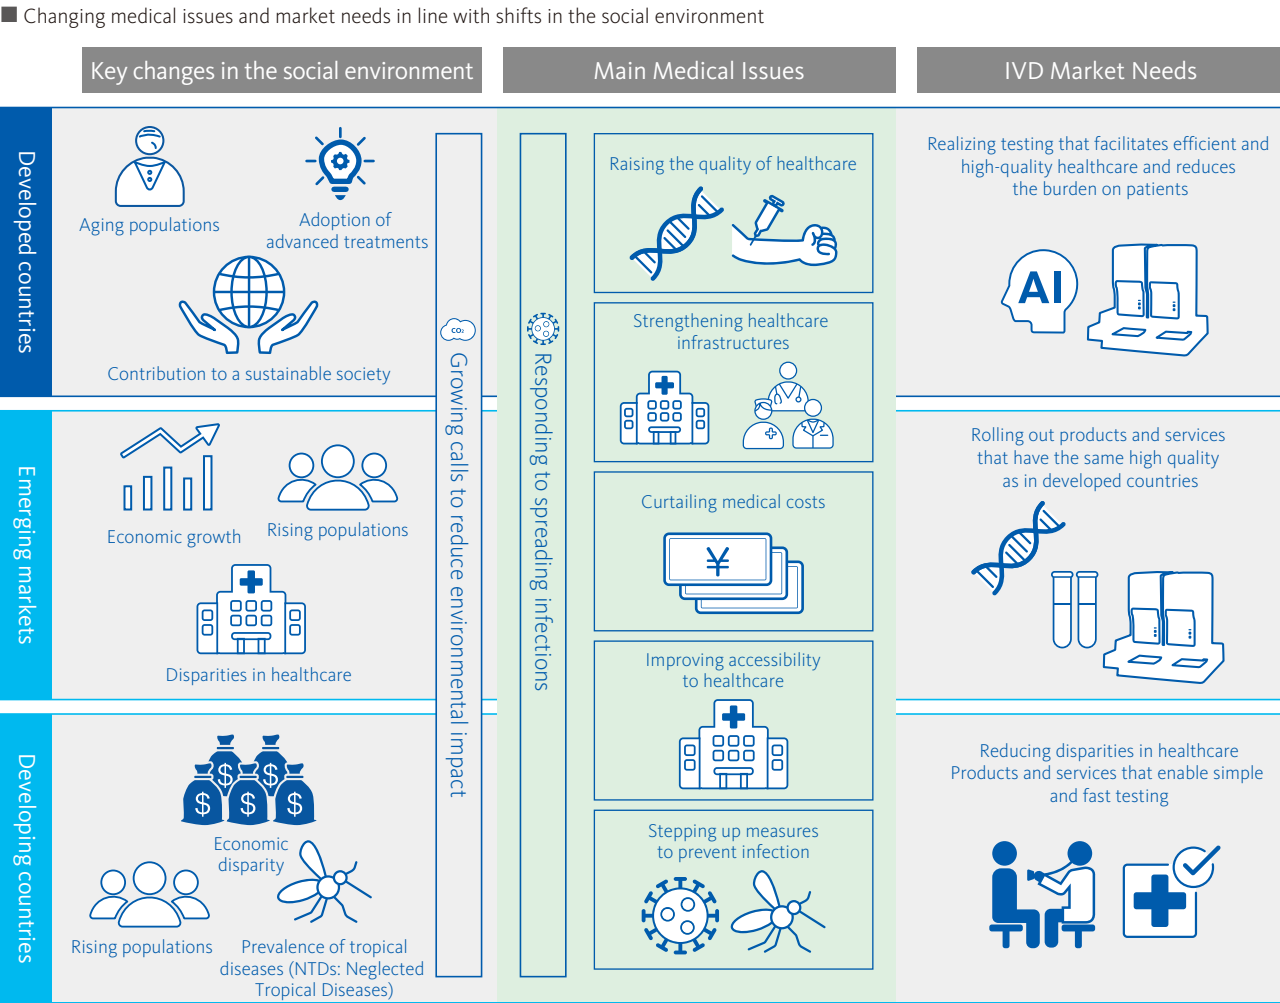 Changing medical issues and market needs in line with shifts in the social environment
Key changes in the social environment
Main Medical Issues
IVD Market Needs
Developed countries
Aging populations
Adoption of
advanced treatments
Contribution to a sustainable society
Emerging markets
Economic growth
Rising populations
Disparities in healthcare
Developing countries
$ $
$ $ $
Economic
disparity
Rising populations
Prevalence of tropical
diseases (NTDs: Neglected
Tropical Diseases)
CO₂
Growing calls to reduce environmental impact
Responding to spreading infections
Raising the quality of healthcare
Strengthening healthcare
infrastructures
Curtailing medical costs
¥
Improving accessibility
to healthcare
Stepping up measures
to prevent infection
Realizing testing that facilitates efficient and
high-quality healthcare and reduces
the burden on patients
AI
Rolling out products and services
that have the same high quality
as in developed countries
Reducing disparities in healthcare
Products and services that enable simple
and fast testing